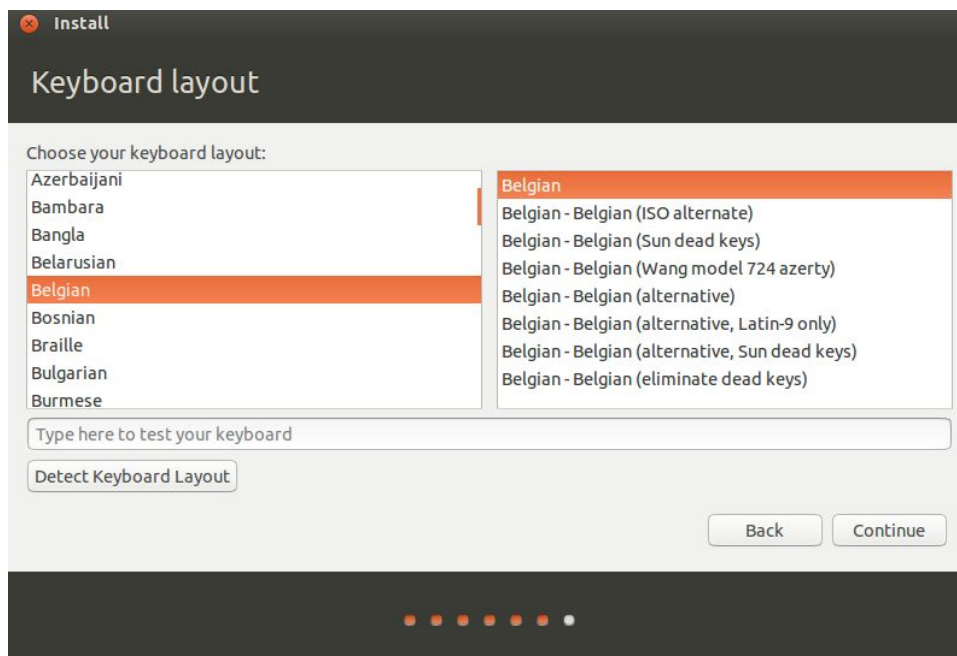 Install
Keyboard layout
Choose your keyboard layout:
Azerbaijani
Bambara
Bangla
Belarusian
Belgian
Bosnian
Braille
Bulgarian
Burmese
Belgian
Belgian - Belgian (ISO alternate)
Belgian - Belgian (Sun dead keys)
Belgian - Belgian (Wang model 724 azerty)
Belgian - Belgian (alternative)
Belgian - Belgian (alternative, Latin-9 only)
Belgian - Belgian (alternative, Sun dead keys)
Belgian - Belgian (eliminate dead keys)
Type here to test your keyboard
Detect Keyboard Layout
Back
Continue